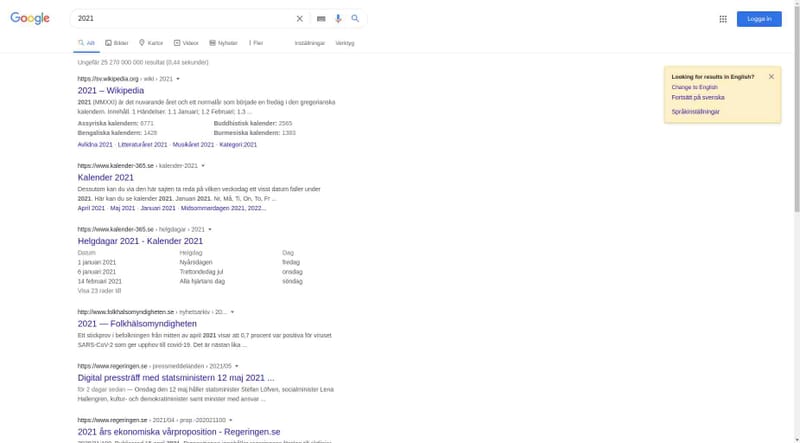 Google
2021
Logga in
Allt
Bilder
Kartor
Videor
Nyheter
Fler
Inställningar
Verktyg
Ungefär 25 270 000 000 resultat (0,44 sekunder)
Looking for results in English?
Change to English
Fortsätt på svenska
Språkinställningar
https://sv.wikipedia.org › wiki › 2021
2021 – Wikipedia
2021 (MMXXI) är det nuvarande året och ett normalår som började en fredag i den gregorianska
kalendern. Innehåll. 1 Händelser. 1.1 Januari; 1.2 Februari; 1.3 ...
Assyriska kalendern: 6771 Buddhistisk kalender: 2565
Bengaliska kalendern: 1428 Burmesiska kalendern: 1383
Avlidna 2021 · Litteraturåret 2021 · Musikåret 2021 · Kategori:2021
https://www.kalender-365.se › kalender-2021
Kalender 2021
Dessutom kan du via den här sajten ta reda på vilken veckodag ett visst datum faller under
2021. Här kan du se kalender 2021. Januari 2021. Nr, Må, Ti, On, To, Fr ...
April 2021 · Maj 2021 · Januari 2021 · Midsommardagen 2021, 2022...
https://www.kalender-365.se › helgdagar › 2021
Helgdagar 2021 - Kalender 2021
Datum Helgdag Dag
1 januari 2021 Nyårsdagen fredag
6 januari 2021 Trettondedag jul onsdag
14 februari 2021 Alla hjärtans dag söndag
Visa 23 rader till
http://www.folkhalsomyndigheten.se › nyhetsarkiv › 20...
2021 — Folkhälsomyndigheten
Ett stickprov i befolkningen från mitten av april 2021 visar att 0,7 procent var positiva för viruset
SARS-CoV-2 som ger upphov till covid-19. Det är nästan lika ...
https://www.regeringen.se › pressmeddelanden › 2021/05
Digital pressträff med statsministern 12 maj 2021 ...
för 2 dagar sedan — Onsdag den 12 maj håller statsminister Stefan Löfven, socialminister Lena
Hallengren, kultur- och demokratiminister samt minister med ansvar ...
https://www.regeringen.se › 2021/04 › prop.-202021100
2021 års ekonomiska vårproposition - Regeringen.se